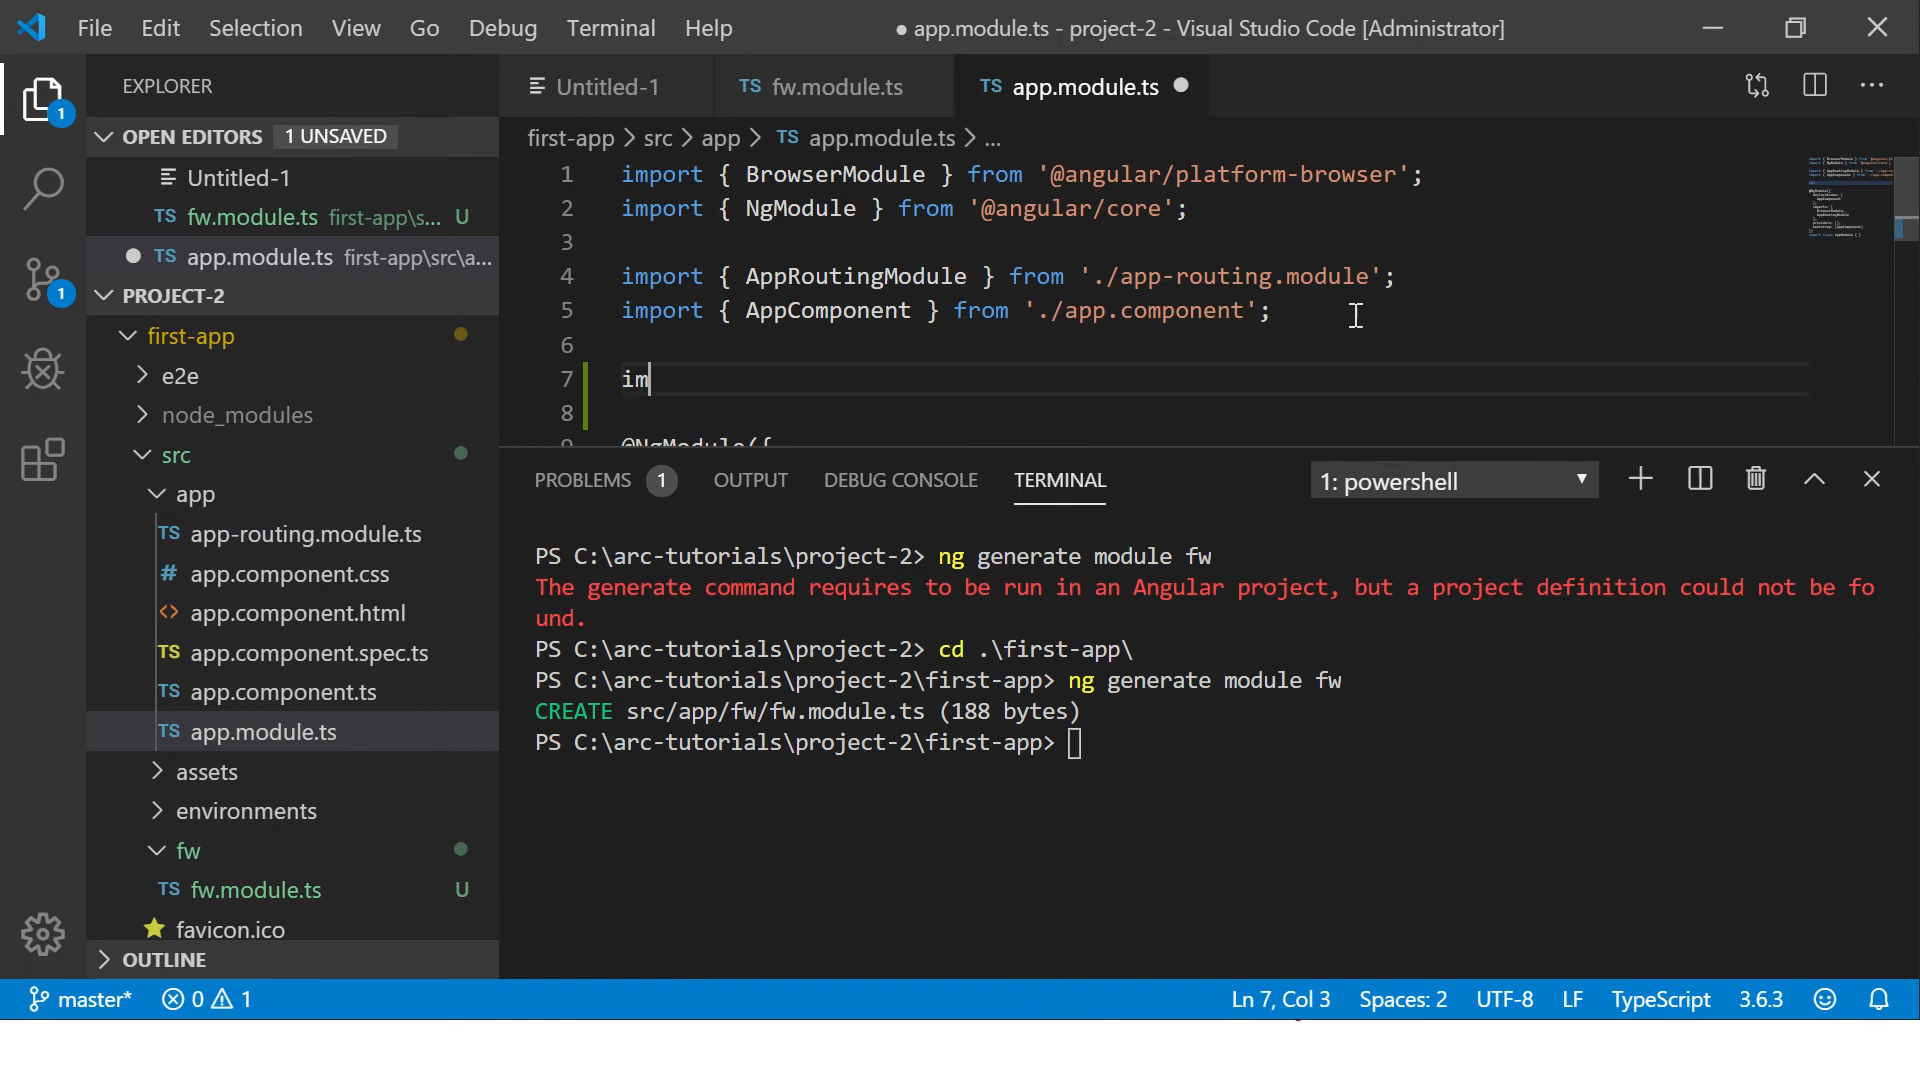 File Edit Selection View Go Debug Terminal Help
● app.module.ts - project-2 - Visual Studio Code [Administrator]
EXPLORER
OPEN EDITORS 1 UNSAVED
Untitled-1
TS fw.module.ts first-app\s... U
TS app.module.ts first-app\src\a...
PROJECT-2
first-app
e2e
node_modules
src
app
TS app-routing.module.ts
# app.component.css
<> app.component.html
TS app.component.spec.ts
TS app.component.ts
TS app.module.ts
assets
environments
fw
TS fw.module.ts U
favicon.ico
OUTLINE
1
1
Untitled-1 TS fw.module.ts TS app.module.ts
first-app > src > app > TS app.module.ts > ...
1 import { BrowserModule } from '@angular/platform-browser';
2 import { NgModule } from '@angular/core';
3
4 import { AppRoutingModule } from './app-routing.module';
5 import { AppComponent } from './app.component';
6
7 im
8
9 @NgModule({
PROBLEMS 1 OUTPUT DEBUG CONSOLE TERMINAL 1: powershell
PS C:\arc-tutorials\project-2> ng generate module fw
The generate command requires to be run in an Angular project, but a project definition could not be fo
und.
PS C:\arc-tutorials\project-2> cd .\first-app\
PS C:\arc-tutorials\project-2\first-app> ng generate module fw
CREATE src/app/fw/fw.module.ts (188 bytes)
PS C:\arc-tutorials\project-2\first-app>
master* 0 1 Ln 7, Col 3 Spaces: 2 UTF-8 LF TypeScript 3.6.3